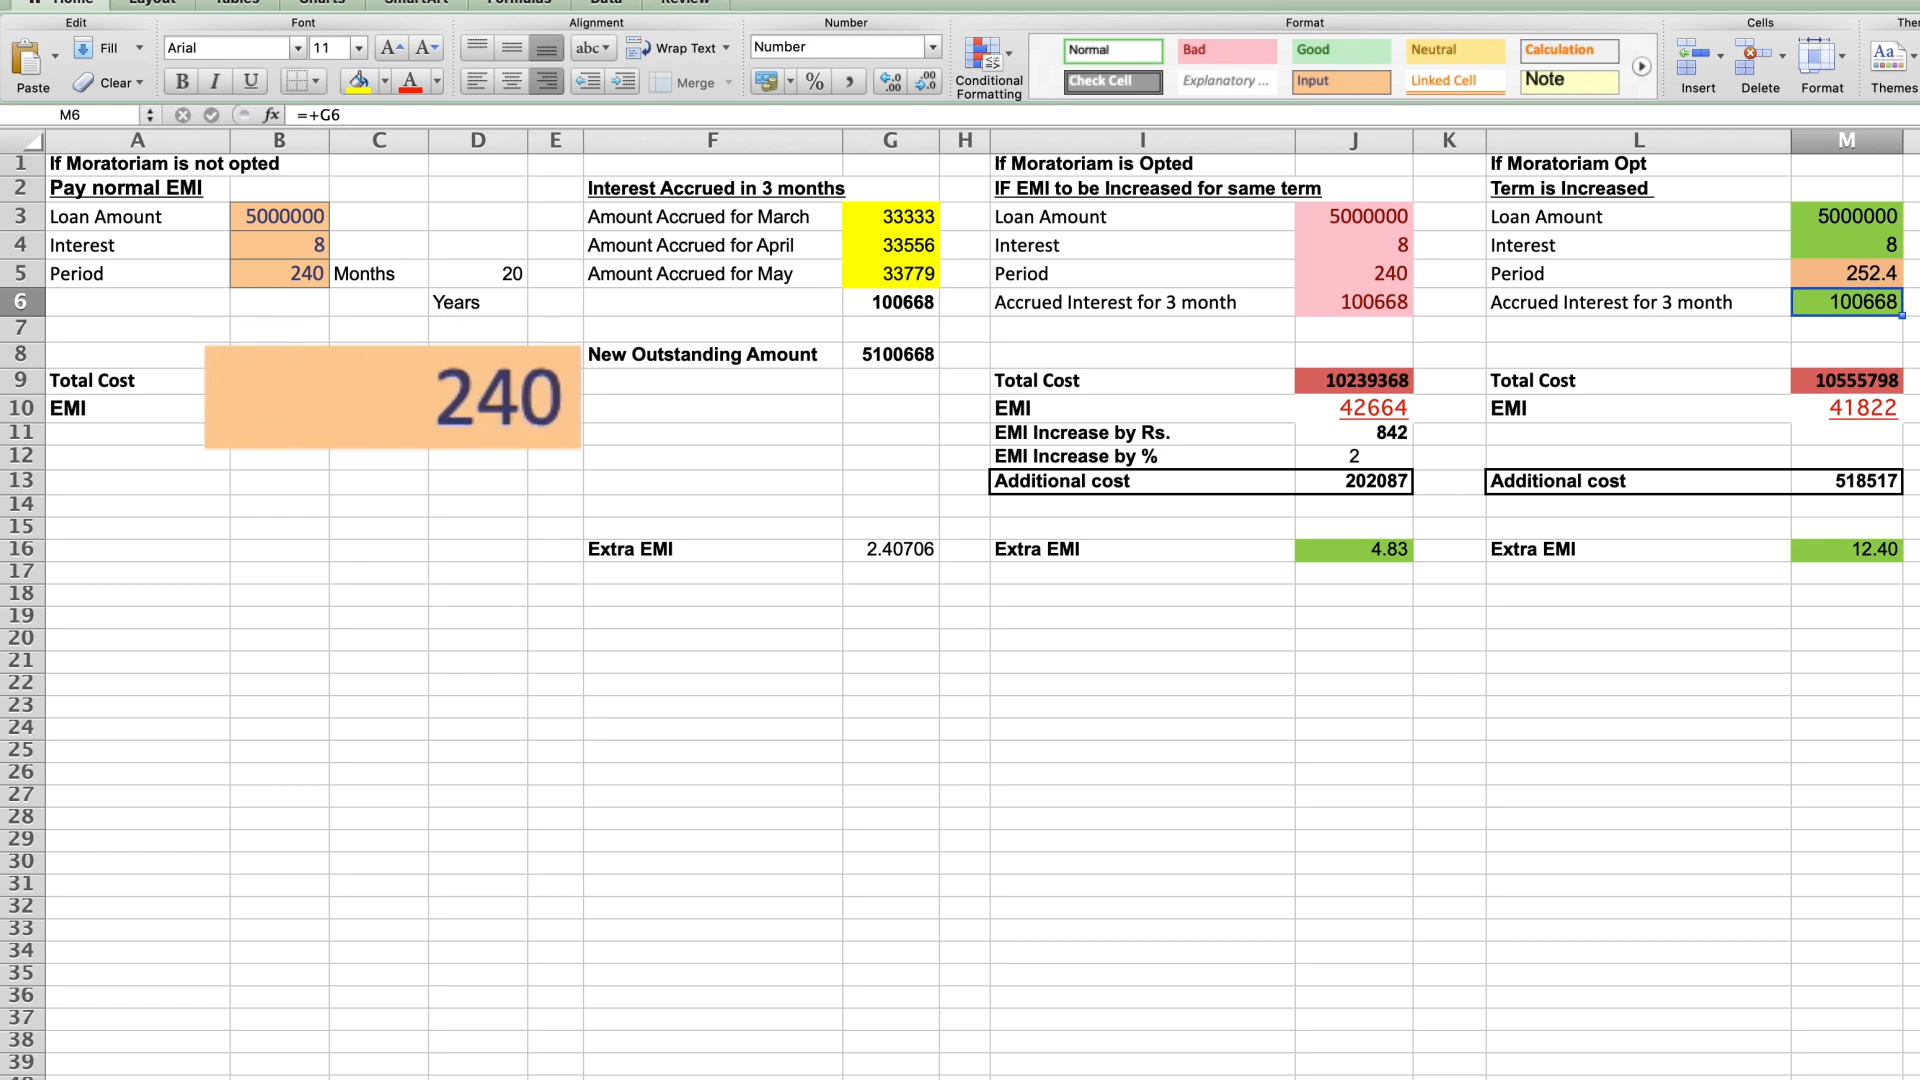 Home Layout Tables Charts SmartArt Formulas Data Review
Edit Font Alignment Number Format Cells
Fill Arial 11 A A abc Wrap Text Number Normal Bad Good Neutral Calculation Aa
Paste Clear B I U A Merge % Conditional Formatting Check Cell Explanatory ... Input Linked Cell Note Insert Delete Format Themes
M6 fx =+G6
A B C D E F G H I J K L M
1 If Moratoriam is not opted If Moratoriam is Opted If Moratoriam Opt
2 Pay normal EMI Interest Accrued in 3 months IF EMI to be Increased for same term Term is Increased
3 Loan Amount 5000000 Amount Accrued for March 33333 Loan Amount 5000000 Loan Amount 5000000
4 Interest 8 Amount Accrued for April 33556 Interest 8 Interest 8
5 Period 240 Months 20 Amount Accrued for May 33779 Period 240 Period 252.4
6 Years 100668 Accrued Interest for 3 month 100668 Accrued Interest for 3 month 100668
7
8 New Outstanding Amount 5100668
240
9 Total Cost Total Cost 10239368 Total Cost 10555798
10 EMI EMI 42664 EMI 41822
11 EMI Increase by Rs. 842
12 EMI Increase by % 2
13 Additional cost 202087 Additional cost 518517
14
15
16 Extra EMI 2.40706 Extra EMI 4.83 Extra EMI 12.40
17
18
19
20
21
22
23
24
25
26
27
28
29
30
31
32
33
34
35
36
37
38
39